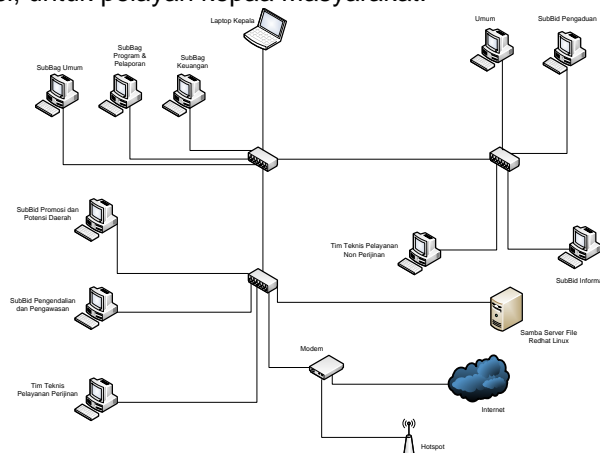 untuk pelayan kepada masyarakat.
Laptop Kepala
Umum
SubBid Pengaduan
SubBag Umum
SubBag
Program &
Pelaporan
SubBag
Keuangan
SubBid Promosi dan
Potensi Daerah
Tim Teknis Pelayanan
Non Perijinan
SubBid Informa
SubBid Pengendalian
dan Pengawasan
Samba Server File
Redhat Linux
Modem
Internet
Tim Teknis
Pelayanan Perijinan
Hotspot